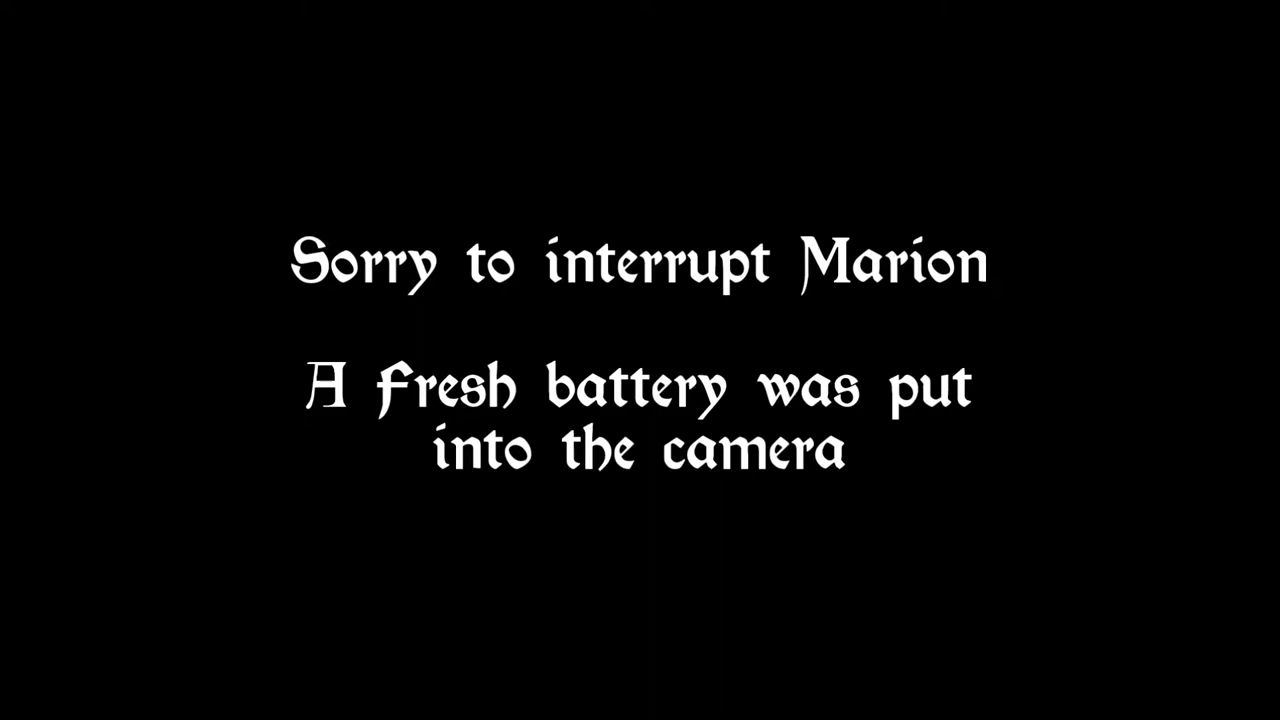 Sorry to interrupt Marion
A Fresh battery was put
into the camera